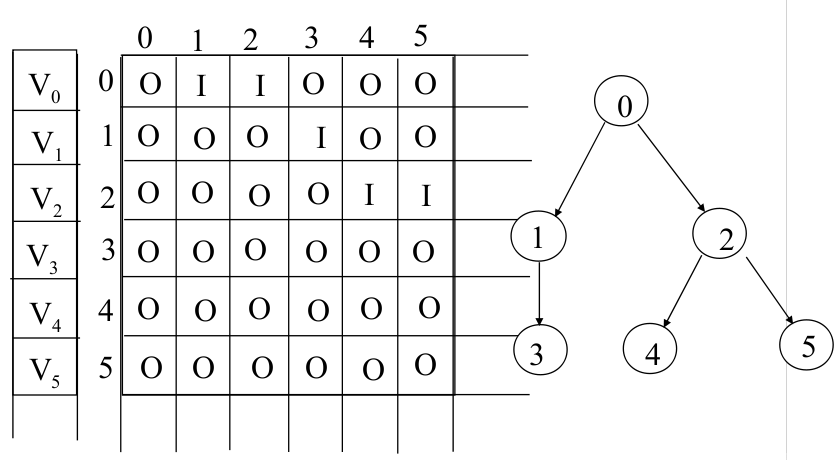 0 1 2 3 4 5
V0 0 O I I O O O
V1 1 O O O I O O
V2 2 O O O O I I
V3 3 O O O O O O
V4 4 O O O O O O
V5 5 O O O O O O
0
1 2
3 4 5